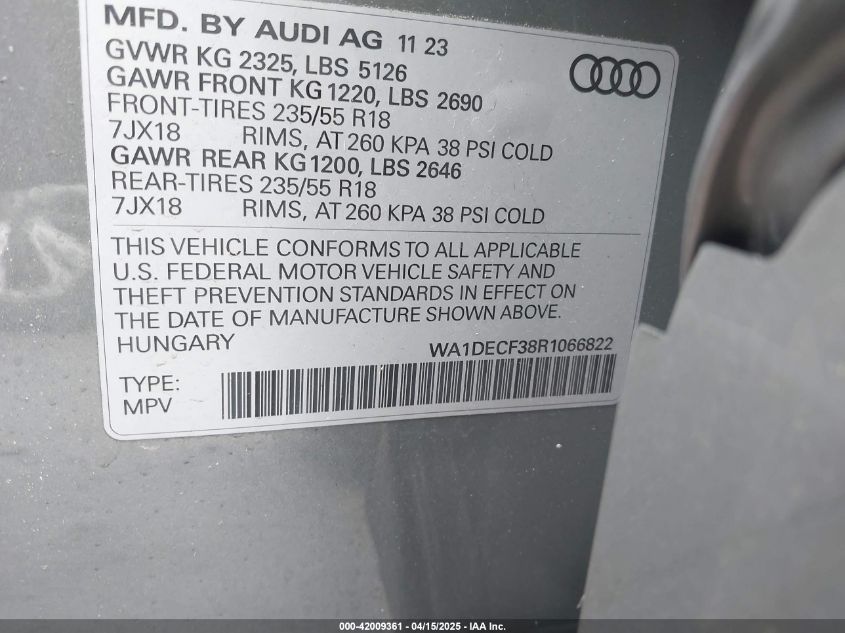 MFD. BY AUDI AG 11 23
GVWR KG 2325, LBS 5126
GAWR FRONT KG 1220, LBS 2690
FRONT-TIRES 235/55 R18
7JX18 RIMS, AT 260 KPA 38 PSI COLD
GAWR REAR KG 1200, LBS 2646
REAR-TIRES 235/55 R18
7JX18 RIMS, AT 260 KPA 38 PSI COLD
THIS VEHICLE CONFORMS TO ALL APPLICABLE
U.S. FEDERAL MOTOR VEHICLE SAFETY AND
THEFT PREVENTION STANDARDS IN EFFECT ON
THE DATE OF MANUFACTURE SHOWN ABOVE.
HUNGARY WA1DECF38R1066822
TYPE:
MPV
000-42009361 - 04/15/2025 - IAA Inc.